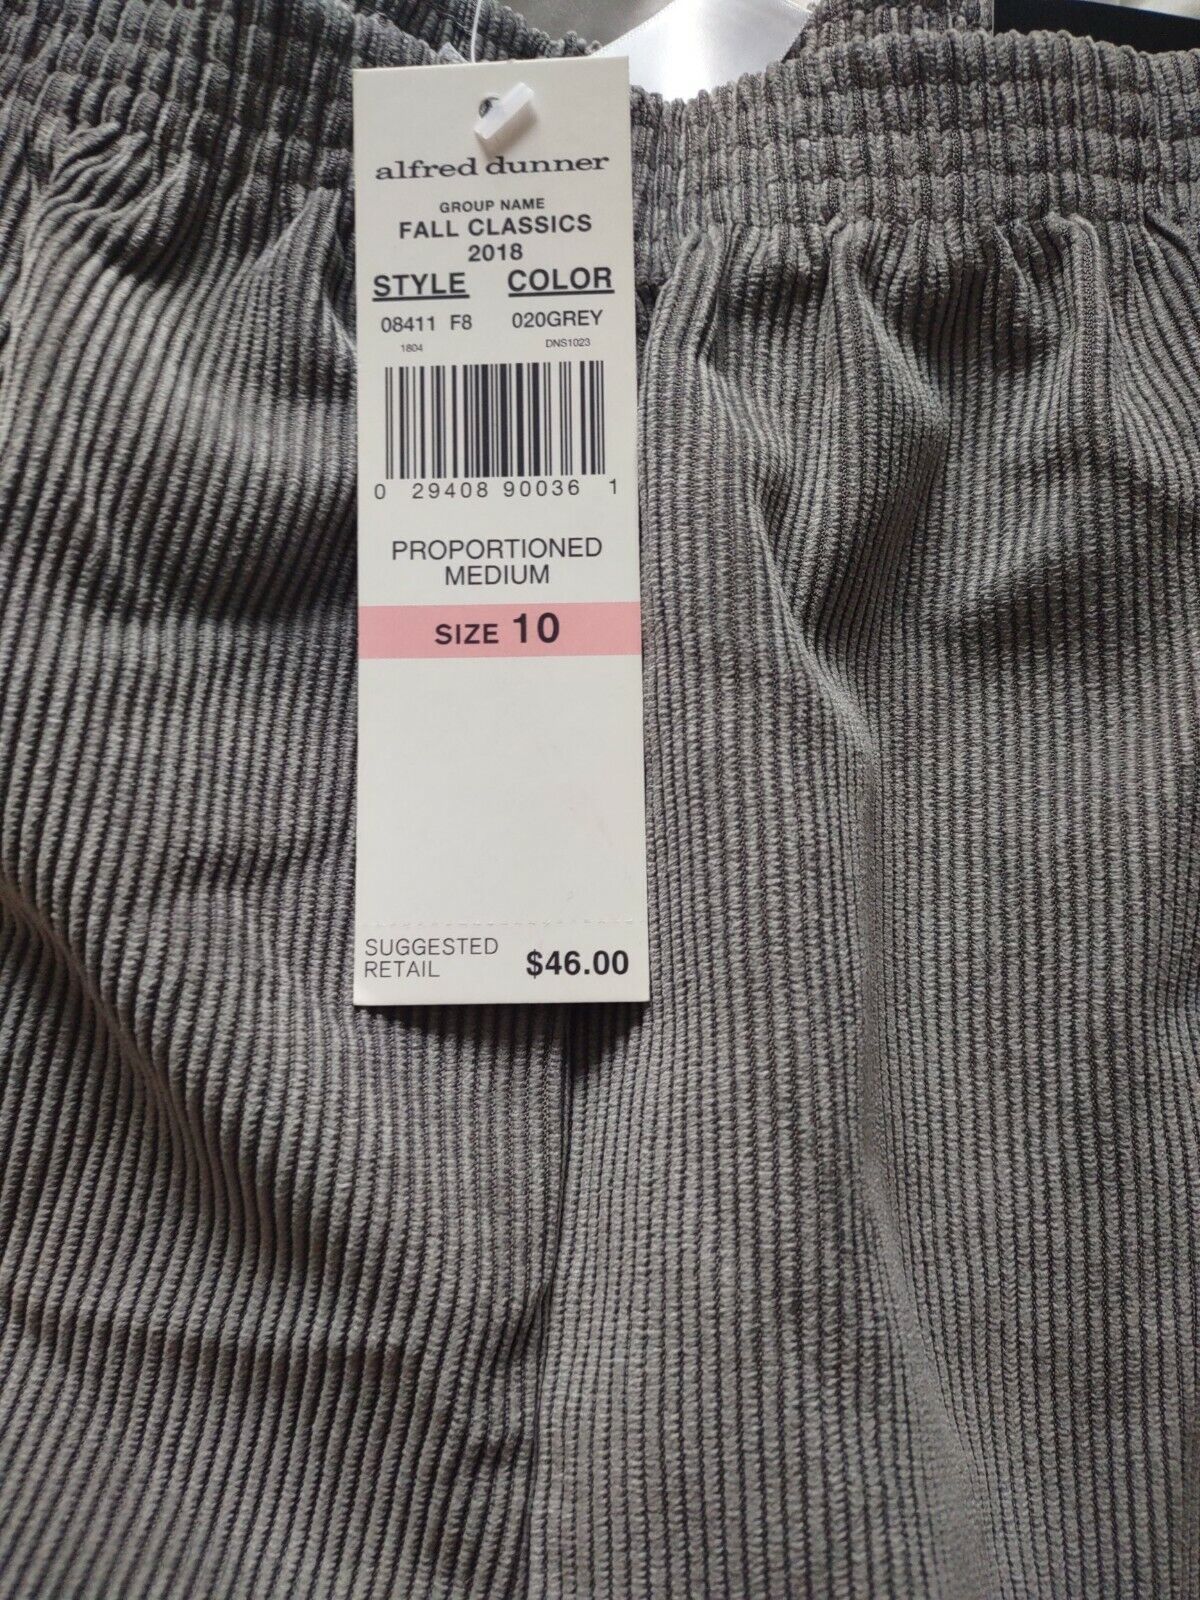 alfred dunner
GROUP NAME
FALL CLASSICS
2018
STYLE COLOR
08411 F8 020GREY
1804 DNS1023
0 29408 90036 1
PROPORTIONED
MEDIUM
SIZE 10
SUGGESTED
RETAIL $46.00